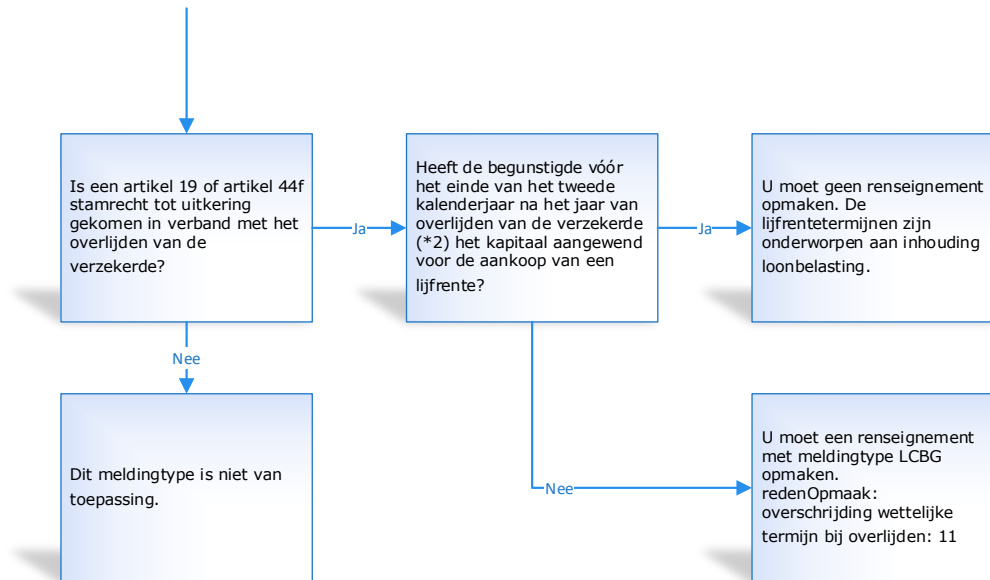 Is een artikel 19 of artikel 44f
stamrecht tot uitkering
gekomen in verband met het
overlijden van de
verzekerde?
Ja
Heeft de begunstigde vóór
het einde van het tweede
kalenderjaar na het jaar van
overlijden van de verzekerde
(*2) het kapitaal aangewend
voor de aankoop van een
lijfrente?
Ja
U moet geen renseignement
opmaken. De
lijfrentetermijnen zijn
onderworpen aan inhouding
loonbelasting.
Nee
Dit meldingtype is niet van
toepassing.
Nee
U moet een renseignement
met meldingtype LCBG
opmaken.
redenOpmaak:
overschrijding wettelijke
termijn bij overlijden: 11